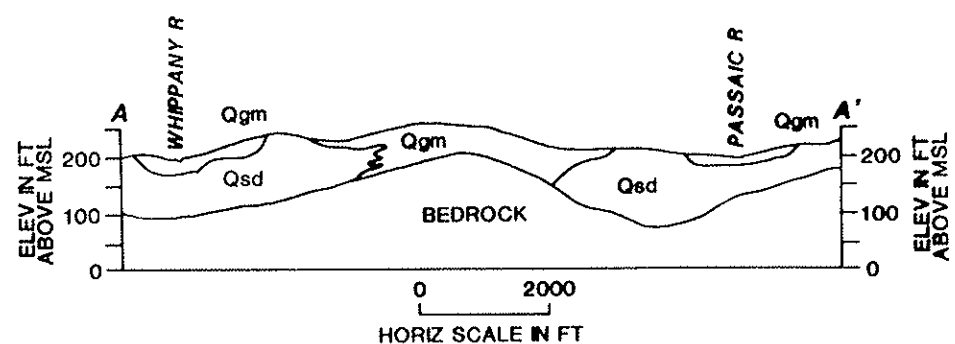 WHIPPANY R
PASSAIC R
A
Qgm
Qgm
Qgm
A'
200
100
0
ELEV IN FT
ABOVE MSL
Qsd
Qsd
BEDROCK
200
100
0
ELEV IN FT
ABOVE MSL
0 2000
HORIZ SCALE IN FT